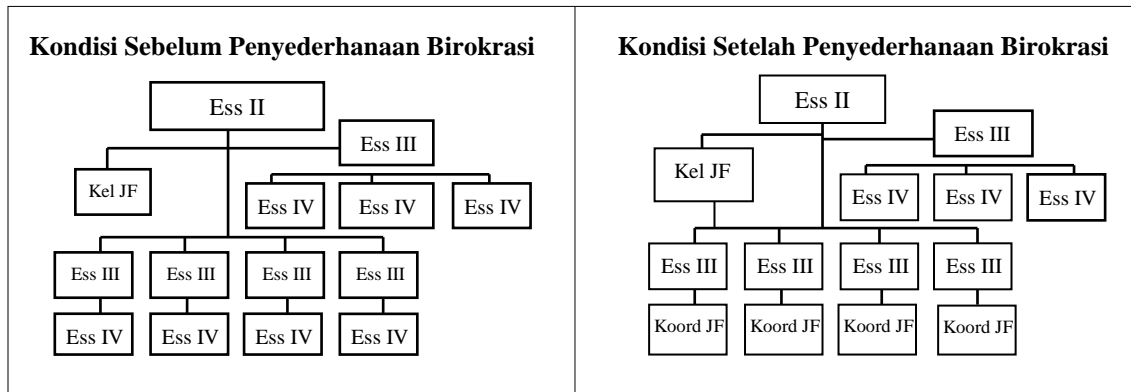 Kondisi Sebelum Penyederhanaan Birokrasi
Ess II
Ess III
Kel JF
Ess IV
Ess IV
Ess IV
Ess III
Ess III
Ess III
Ess III
Ess IV
Ess IV
Ess IV
Ess IV
Kondisi Setelah Penyederhanaan Birokrasi
Ess II
Ess III
Kel JF
Ess IV
Ess IV
Ess IV
Ess III
Ess III
Ess III
Ess III
Koord JF
Koord JF
Koord JF
Koord JF